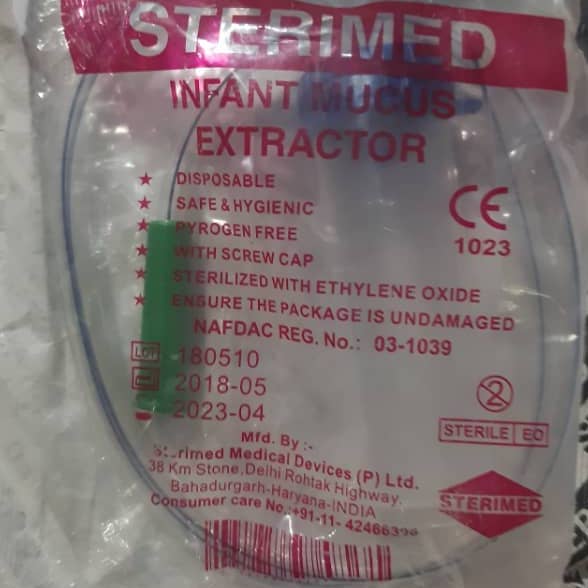 STERIMED
INFANT MUCUS
EXTRACTOR
★ DISPOSABLE
★ SAFE & HYGIENIC
★ PYROGEN FREE
★ WITH SCREW CAP
★ STERILIZED WITH ETHYLENE OXIDE
★ ENSURE THE PACKAGE IS UNDAMAGED
CE
1023
NAFDAC REG. No.: 03-1039
LOT 180510
2018-05
2023-04
2
STERILE EO
Mfd. By :-
Sterimed Medical Devices (P) Ltd.
38 Km Stone, Delhi Rohtak Highway.
Bahadurgarh-Haryana-INDIA
Consumer care No.:+91-11-
STERIMED